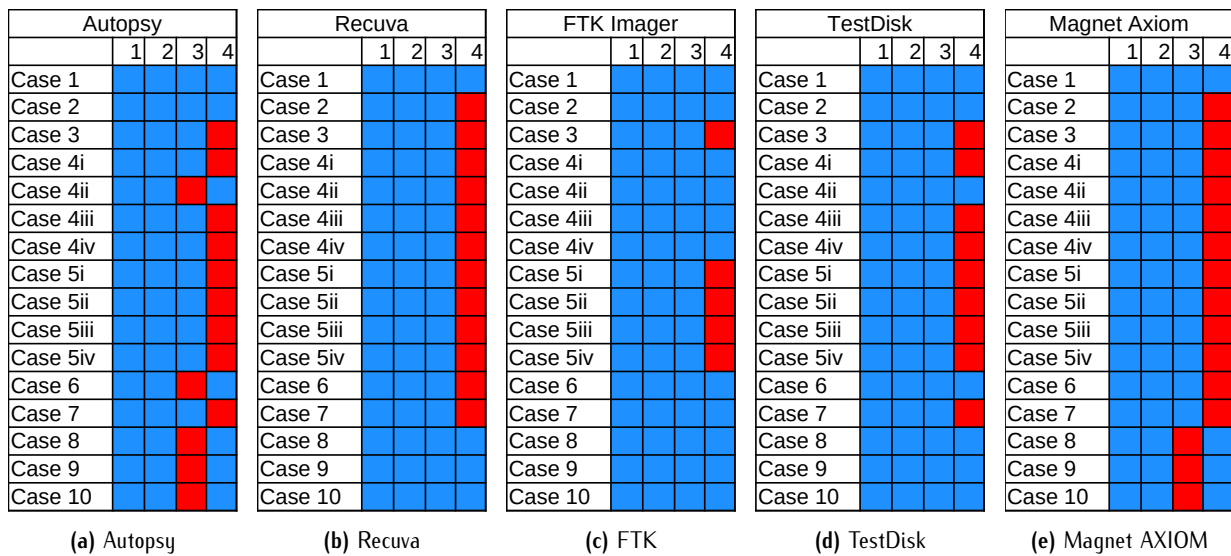 Autopsy Recuva FTK Imager TestDisk Magnet Axiom
1 2 3 4 1 2 3 4 1 2 3 4 1 2 3 4 1 2 3 4
Case 1 Case 1 Case 1 Case 1 Case 1
Case 2 Case 2 Case 2 Case 2 Case 2
Case 3 Case 3 Case 3 Case 3 Case 3
Case 4i Case 4i Case 4i Case 4i Case 4i
Case 4ii Case 4ii Case 4ii Case 4ii Case 4ii
Case 4iii Case 4iii Case 4iii Case 4iii Case 4iii
Case 4iv Case 4iv Case 4iv Case 4iv Case 4iv
Case 5i Case 5i Case 5i Case 5i Case 5i
Case 5ii Case 5ii Case 5ii Case 5ii Case 5ii
Case 5iii Case 5iii Case 5iii Case 5iii Case 5iii
Case 5iv Case 5iv Case 5iv Case 5iv Case 5iv
Case 6 Case 6 Case 6 Case 6 Case 6
Case 7 Case 7 Case 7 Case 7 Case 7
Case 8 Case 8 Case 8 Case 8 Case 8
Case 9 Case 9 Case 9 Case 9 Case 9
Case 10 Case 10 Case 10 Case 10 Case 10
(a) Autopsy (b) Recuva (c) FTK (d) TestDisk (e) Magnet AXIOM